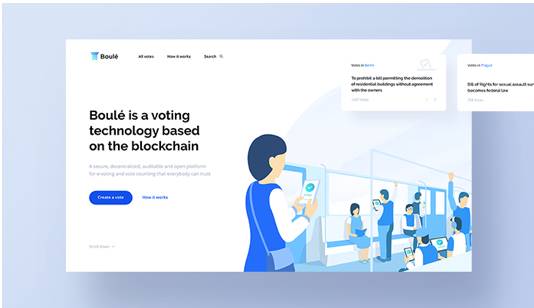 Boulé
All votes How it works Search
Votes in Berlin
To prohibit a bill permitting the demolition
of residential buildings without agreement
with the owners
Votes in Prague
Bill of Rights for sexual assault sur
becomes federal law
Boulé is a voting
technology based
on the blockchain
A secure, decentralized, auditable and open platform
for e-voting and vote counting that everybody can trust
Create a vote How it works
Scroll down